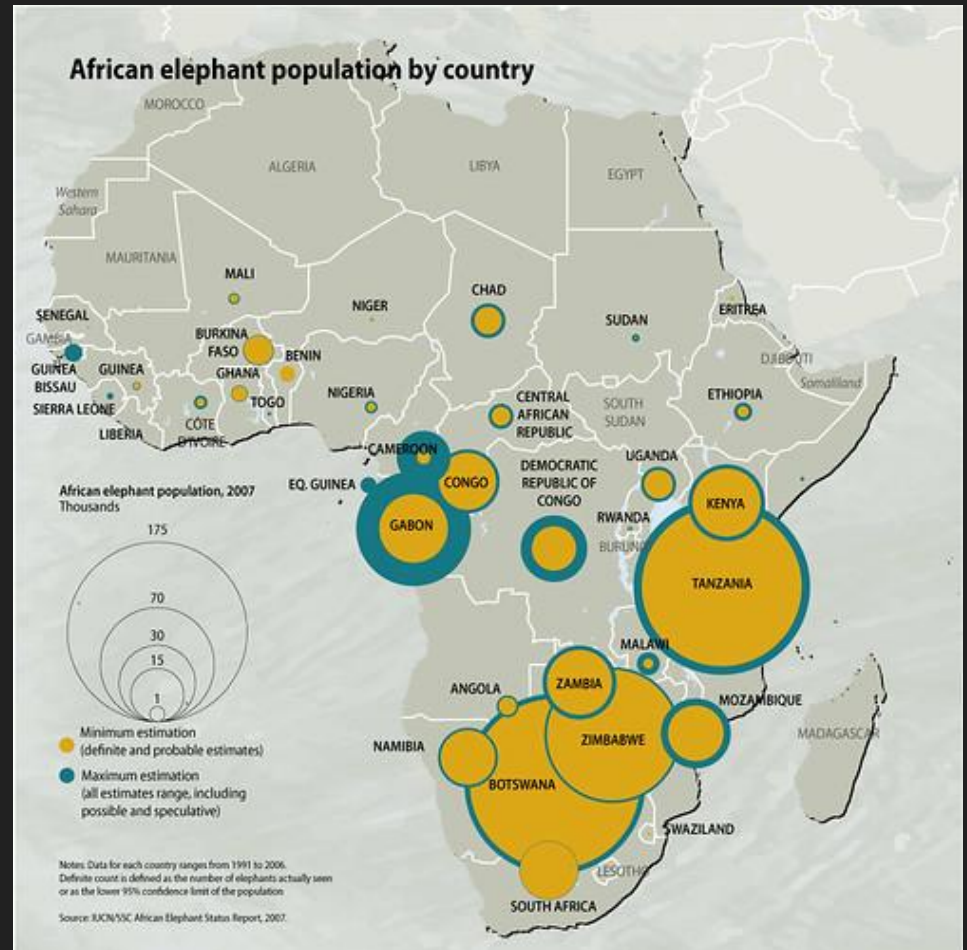 African elephant population by country
MOROCCO
ALGERIA
LIBYA
EGYPT
Western
Sahara
MAURITANIA
MALI
NIGER
CHAD
SUDAN
ERITREA
SENEGAL
GAMBIA
GUINEA
BISSAU
GUINEA
SIERRA LEONE
LIBERIA
BURKINA
FASO
GHANA
BENIN
TOGO
CÔTE
D'IVOIRE
NIGERIA
CENTRAL
AFRICAN
REPUBLIC
SOUTH
SUDAN
ETHIOPIA
DJIBOUTI
Somaliland
CAMEROON
EQ. GUINEA
CONGO
GABON
DEMOCRATIC
REPUBLIC OF
CONGO
UGANDA
KENYA
RWANDA
BURUNDI
TANZANIA
MALAWI
ANGOLA
ZAMBIA
MOZAMBIQUE
MADAGASCAR
NAMIBIA
ZIMBABWE
BOTSWANA
SWAZILAND
LESOTHO
SOUTH AFRICA
African elephant population, 2007
Thousands
175
70
30
15
1
Minimum estimation
(definite and probable estimates)
Maximum estimation
(all estimates range, including
possible and speculative)
Notes: Data for each country ranges from 1991 to 2006.
Definite count is defined as the number of elephants actually seen
or as the lower 95% confidence limit of the population
Source: IUCN/SSC African Elephant Status Report, 2007.